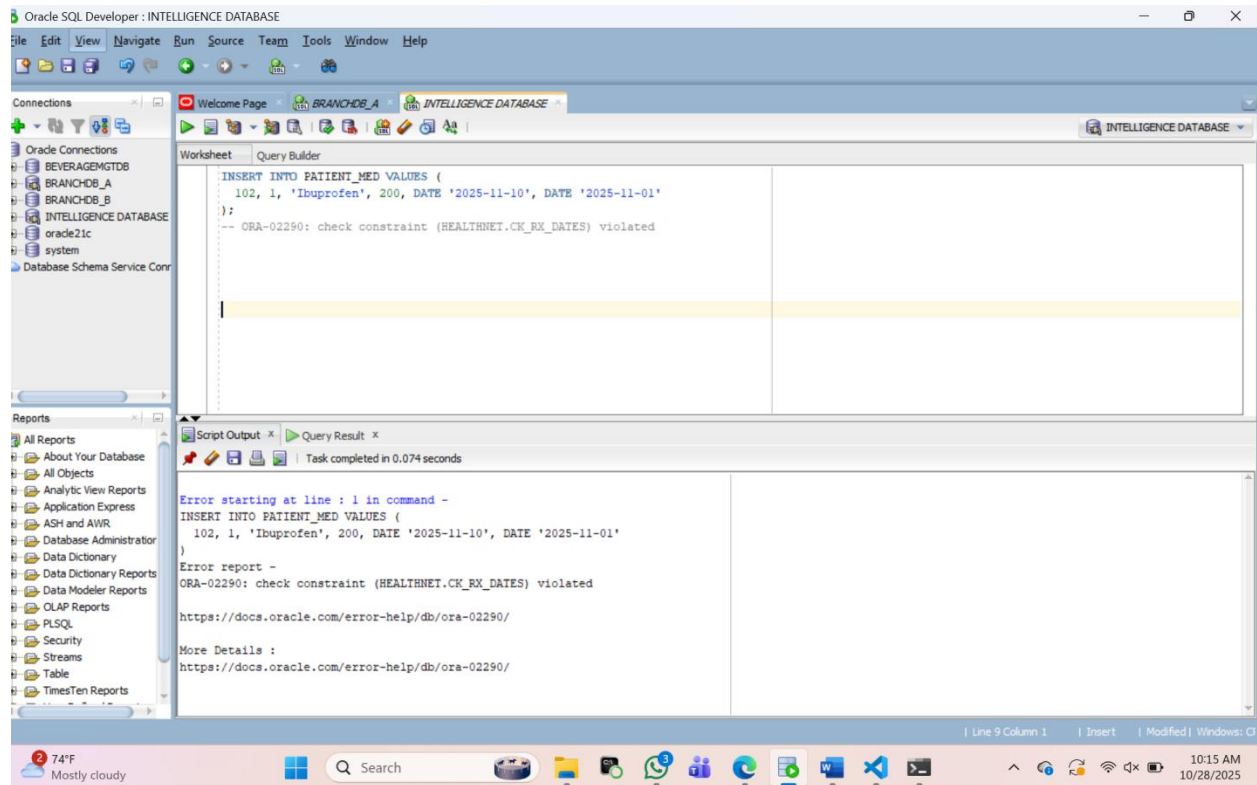 Oracle SQL Developer : INTELLIGENCE DATABASE
File Edit View Navigate Run Source Team Tools Window Help
Connections
Welcome Page
BRANCHDB_A
INTELLIGENCE DATABASE
INTELLIGENCE DATABASE
Oracle Connections
BEVERAGEMGTDB
BRANCHDB_A
BRANCHDB_B
INTELLIGENCE DATABASE
oracle21c
system
Database Schema Service Conn
Worksheet Query Builder
INSERT INTO PATIENT_MED VALUES (
102, 1, 'Ibuprofen', 200, DATE '2025-11-10', DATE '2025-11-01'
);
-- ORA-02290: check constraint (HEALTHNET.CK_RX_DATES) violated
Reports
All Reports
About Your Database
All Objects
Analytic View Reports
Application Express
ASH and AWR
Database Administration
Data Dictionary
Data Dictionary Reports
Data Modeler Reports
OLAP Reports
PLSQL
Security
Streams
Table
TimesTen Reports
Script Output x Query Result x
Task completed in 0.074 seconds
Error starting at line : 1 in command -
INSERT INTO PATIENT_MED VALUES (
102, 1, 'Ibuprofen', 200, DATE '2025-11-10', DATE '2025-11-01'
)
Error report -
ORA-02290: check constraint (HEALTHNET.CK_RX_DATES) violated
https://docs.oracle.com/error-help/db/ora-02290/
More Details :
https://docs.oracle.com/error-help/db/ora-02290/
Line 9 Column 1 | Insert | Modified | Windows: C
2
74°F
Mostly cloudy
Search
3
10:15 AM
10/28/2025